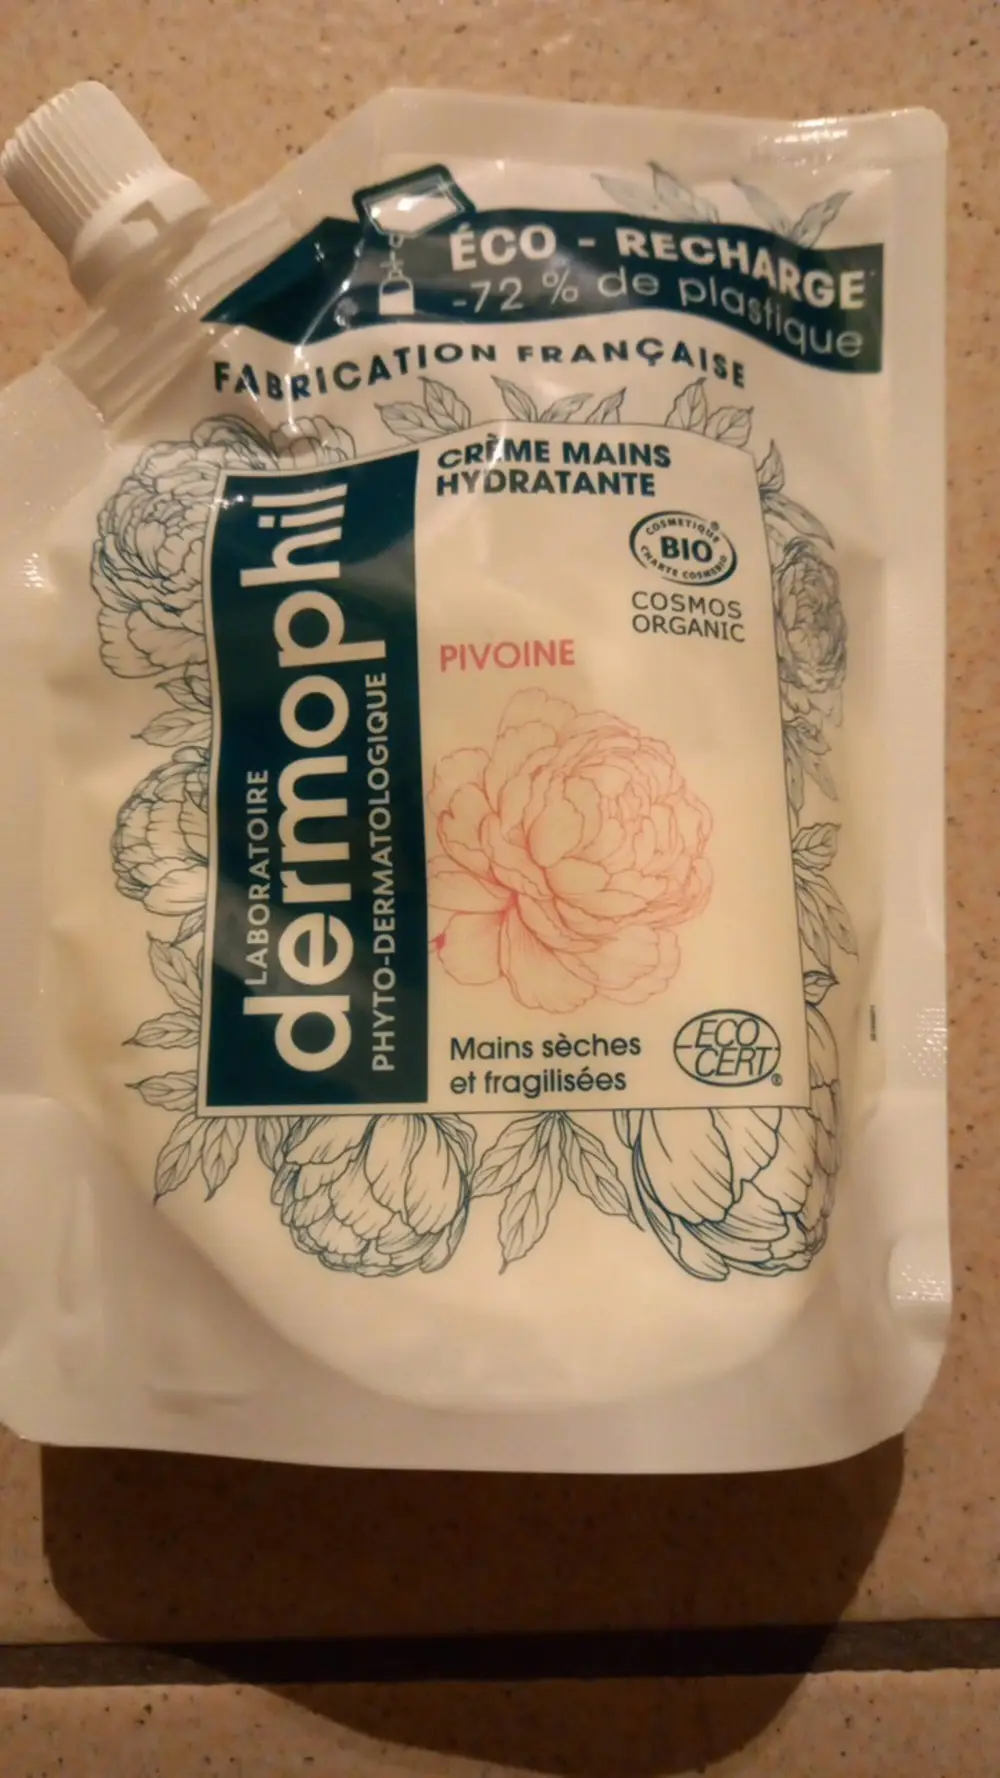 ÉCO - RECHARGE
-72 % de plastique
FABRICATION FRANÇAISE
LABORATOIRE
dermophil
PHYTO-DERMATOLOGIQUE
CRÈME MAINS
HYDRATANTE
COSMETIQUE
BIO
CHARTE COSMEBIO
COSMOS
ORGANIC
PIVOINE
Mains sèches
et fragilisées
ECO
CERT
®